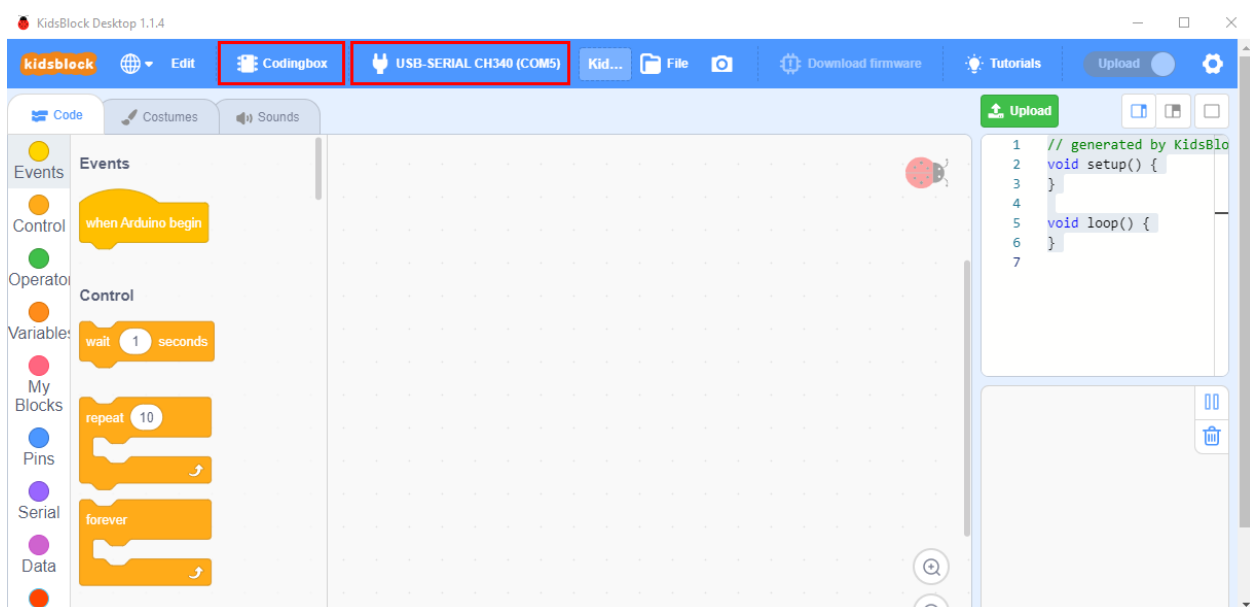 KidsBlock Desktop 1.1.4
kidsblock Edit Codingbox USB-SERIAL CH340 (COM5) Kid... File Download firmware Tutorials Upload
Code Costumes Sounds Upload
Events
Control
Operator
Variables
My
Blocks
Pins
Serial
Data
Events
when Arduino begin
Control
wait 1 seconds
repeat 10
forever
1 // generated by KidsBlo
2 void setup() {
3 }
4
5 void loop() {
6 }
7